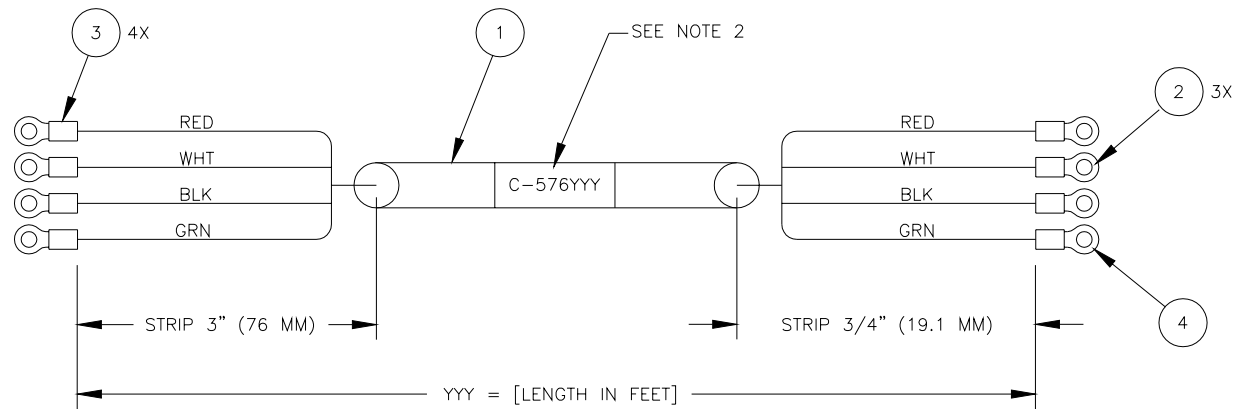 3 4X
1
SEE NOTE 2
2 3X
RED
WHT
BLK
GRN
C-576YYY
RED
WHT
BLK
GRN
4
STRIP 3" (76 MM)
STRIP 3/4" (19.1 MM)
YYY = [LENGTH IN FEET]